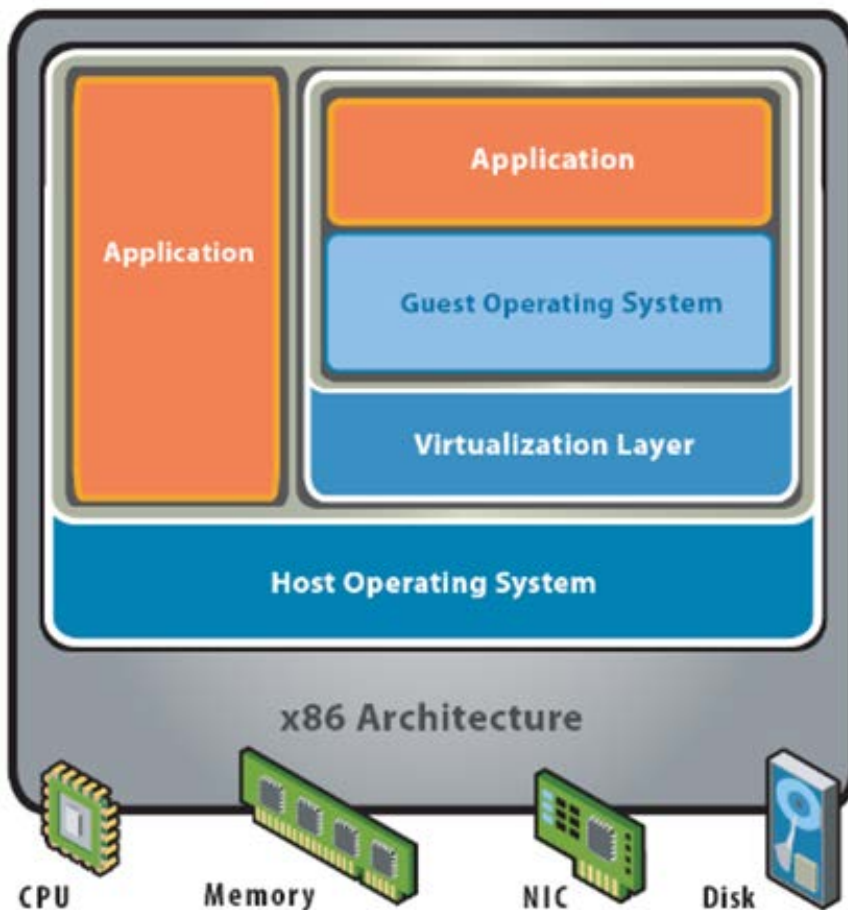 Application
Application
Guest Operating System
Virtualization Layer
Host Operating System
x86 Architecture
CPU
Memory
NIC
Disk